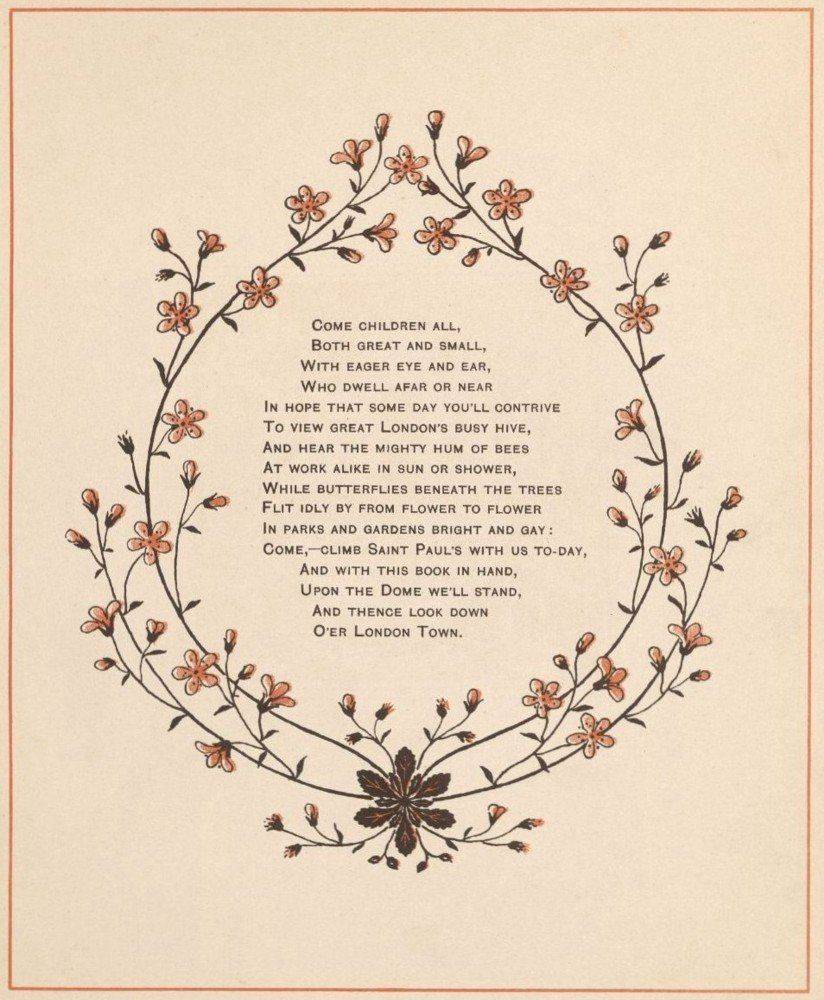 Come children all,
Both great and small,
With eager eye and ear,
Who dwell afar or near
In hope that some day you'll contrive
To view great London's busy hive,
And hear the mighty hum of bees
At work alike in sun or shower,
While butterflies beneath the trees
Flit idly by from flower to flower
In parks and gardens bright and gay:
Come,—climb Saint Paul's with us to-day,
And with this book in hand,
Upon the Dome we'll stand,
And thence look down
O'er London Town.